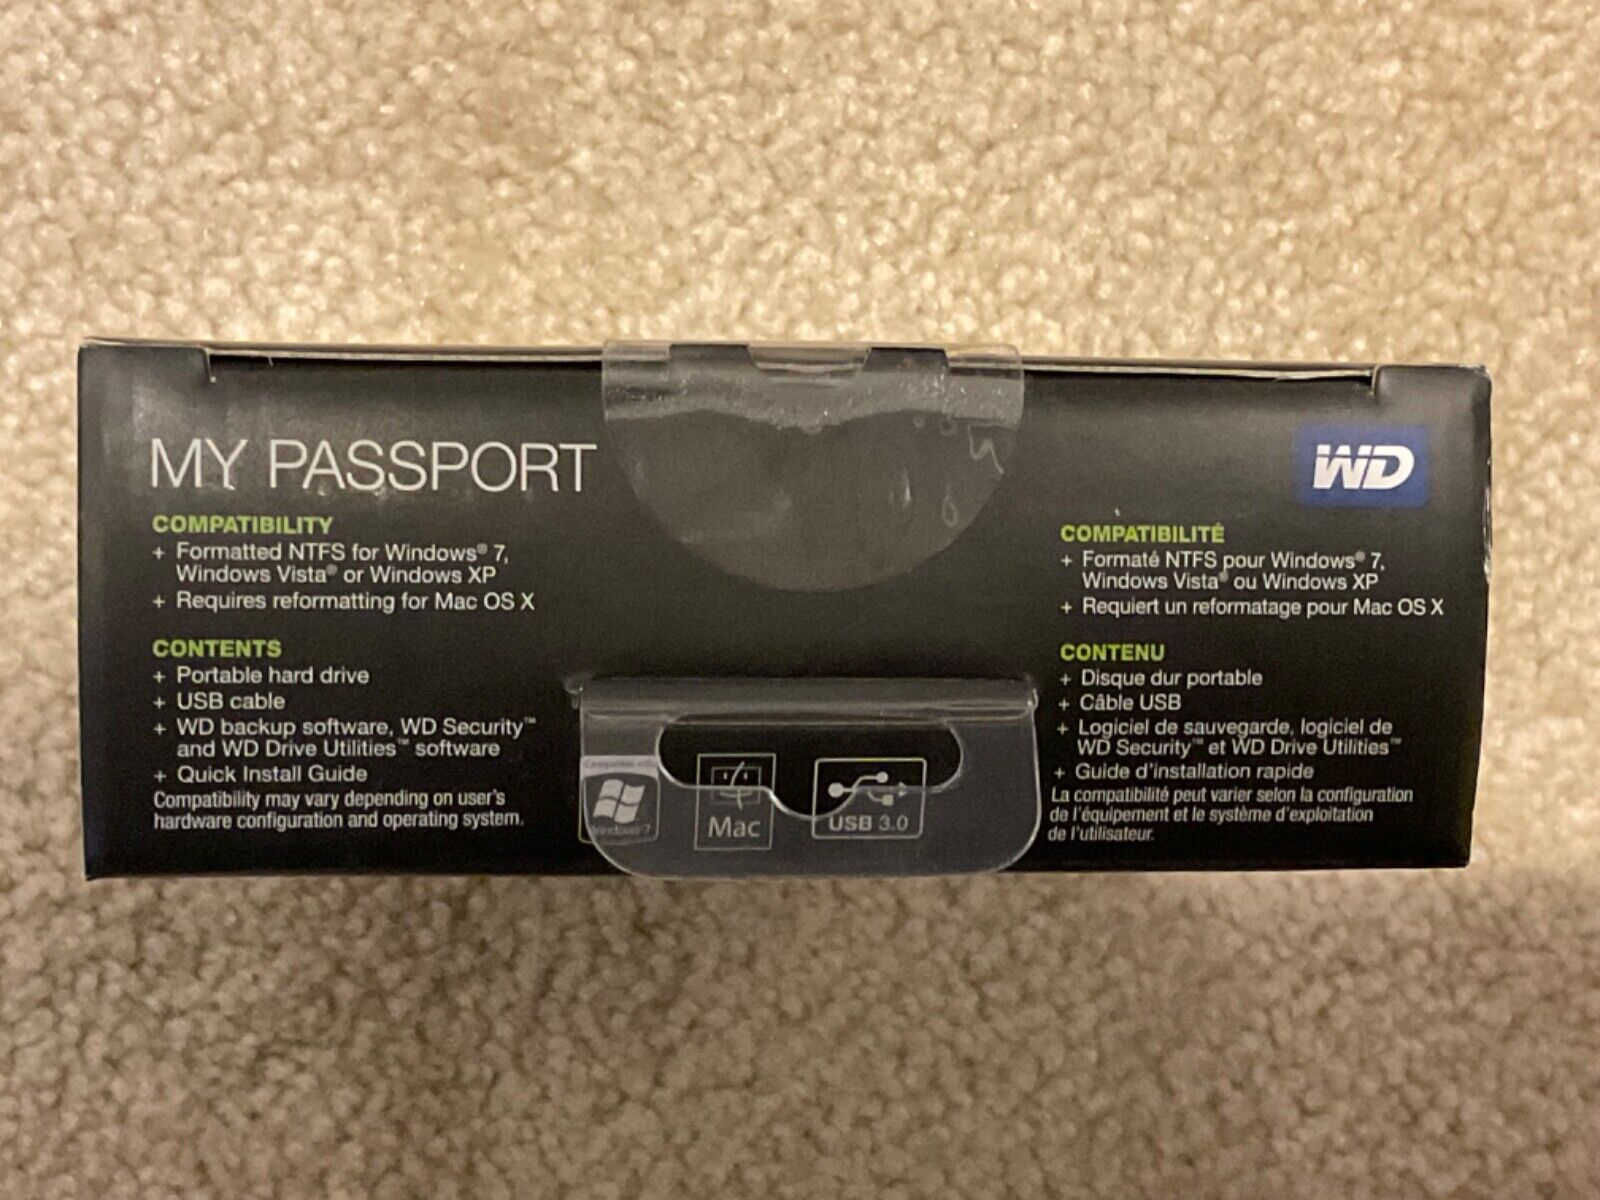 MY PASSPORT
COMPATIBILITY
+ Formatted NTFS for Windows® 7,
Windows Vista® or Windows XP
+ Requires reformatting for Mac OS X
CONTENTS
+ Portable hard drive
+ USB cable
+ WD backup software, WD Security™
and WD Drive Utilities™ software
+ Quick Install Guide
Compatibility may vary depending on user's
hardware configuration and operating system.
Compatible with
Windows 7
Mac
USB 3.0
WD
COMPATIBILITÉ
+ Formaté NTFS pour Windows® 7,
Windows Vista® ou Windows XP
+ Requiert un reformatage pour Mac OS X
CONTENU
+ Disque dur portable
+ Câble USB
+ Logiciel de sauvegarde, logiciel de
WD Security™ et WD Drive Utilities™
+ Guide d'installation rapide
La compatibilité peut varier selon la configuration
de l'équipement et le système d'exploitation
de l'utilisateur.